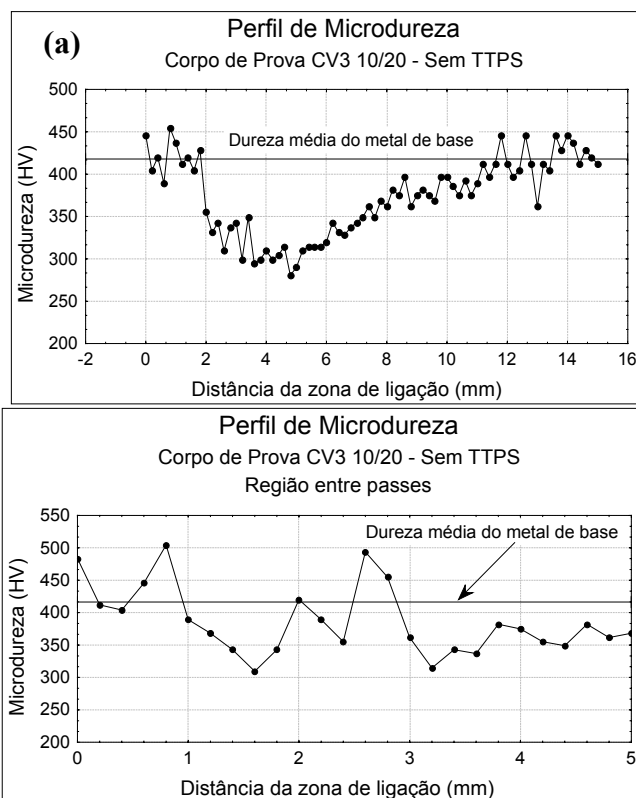 (a)
Perfil de Microdureza
Corpo de Prova CV3 10/20 - Sem TTPS
500
450
400
350
300
250
200
Microdureza (HV)
Dureza média do metal de base
-2 0 2 4 6 8 10 12 14 16
Distância da zona de ligação (mm)
Perfil de Microdureza
Corpo de Prova CV3 10/20 - Sem TTPS
Região entre passes
550
500
450
400
350
300
250
200
Microdureza (HV)
Dureza média do metal de base
0 1 2 3 4 5
Distância da zona de ligação (mm)